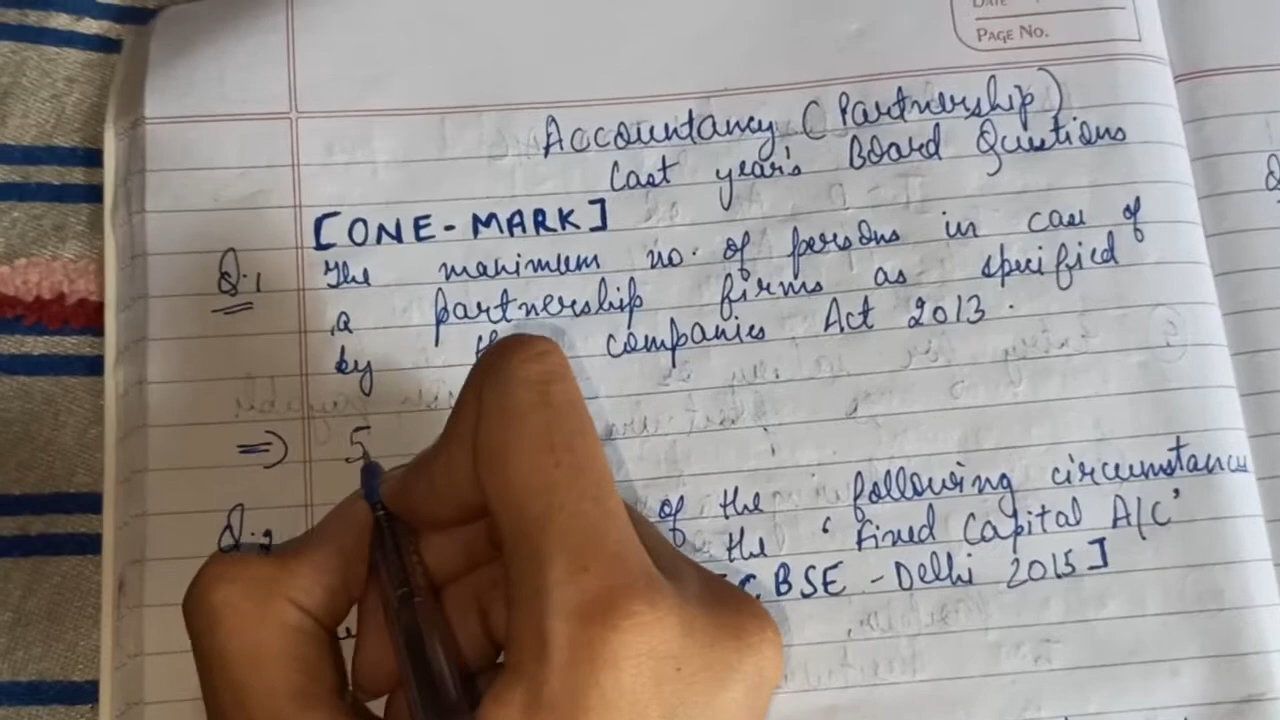 PAGE NO.
Accountancy (Partnership)
Last year's Board Questions
[ONE-MARK]
Q.1 The maximum no. of persons in case of
a partnership firms as specified
by companies Act 2013.
=) 5
Q.2 of the following circumstances
the 'Fixed Capital A/C'
CBSE - Delhi 2015]